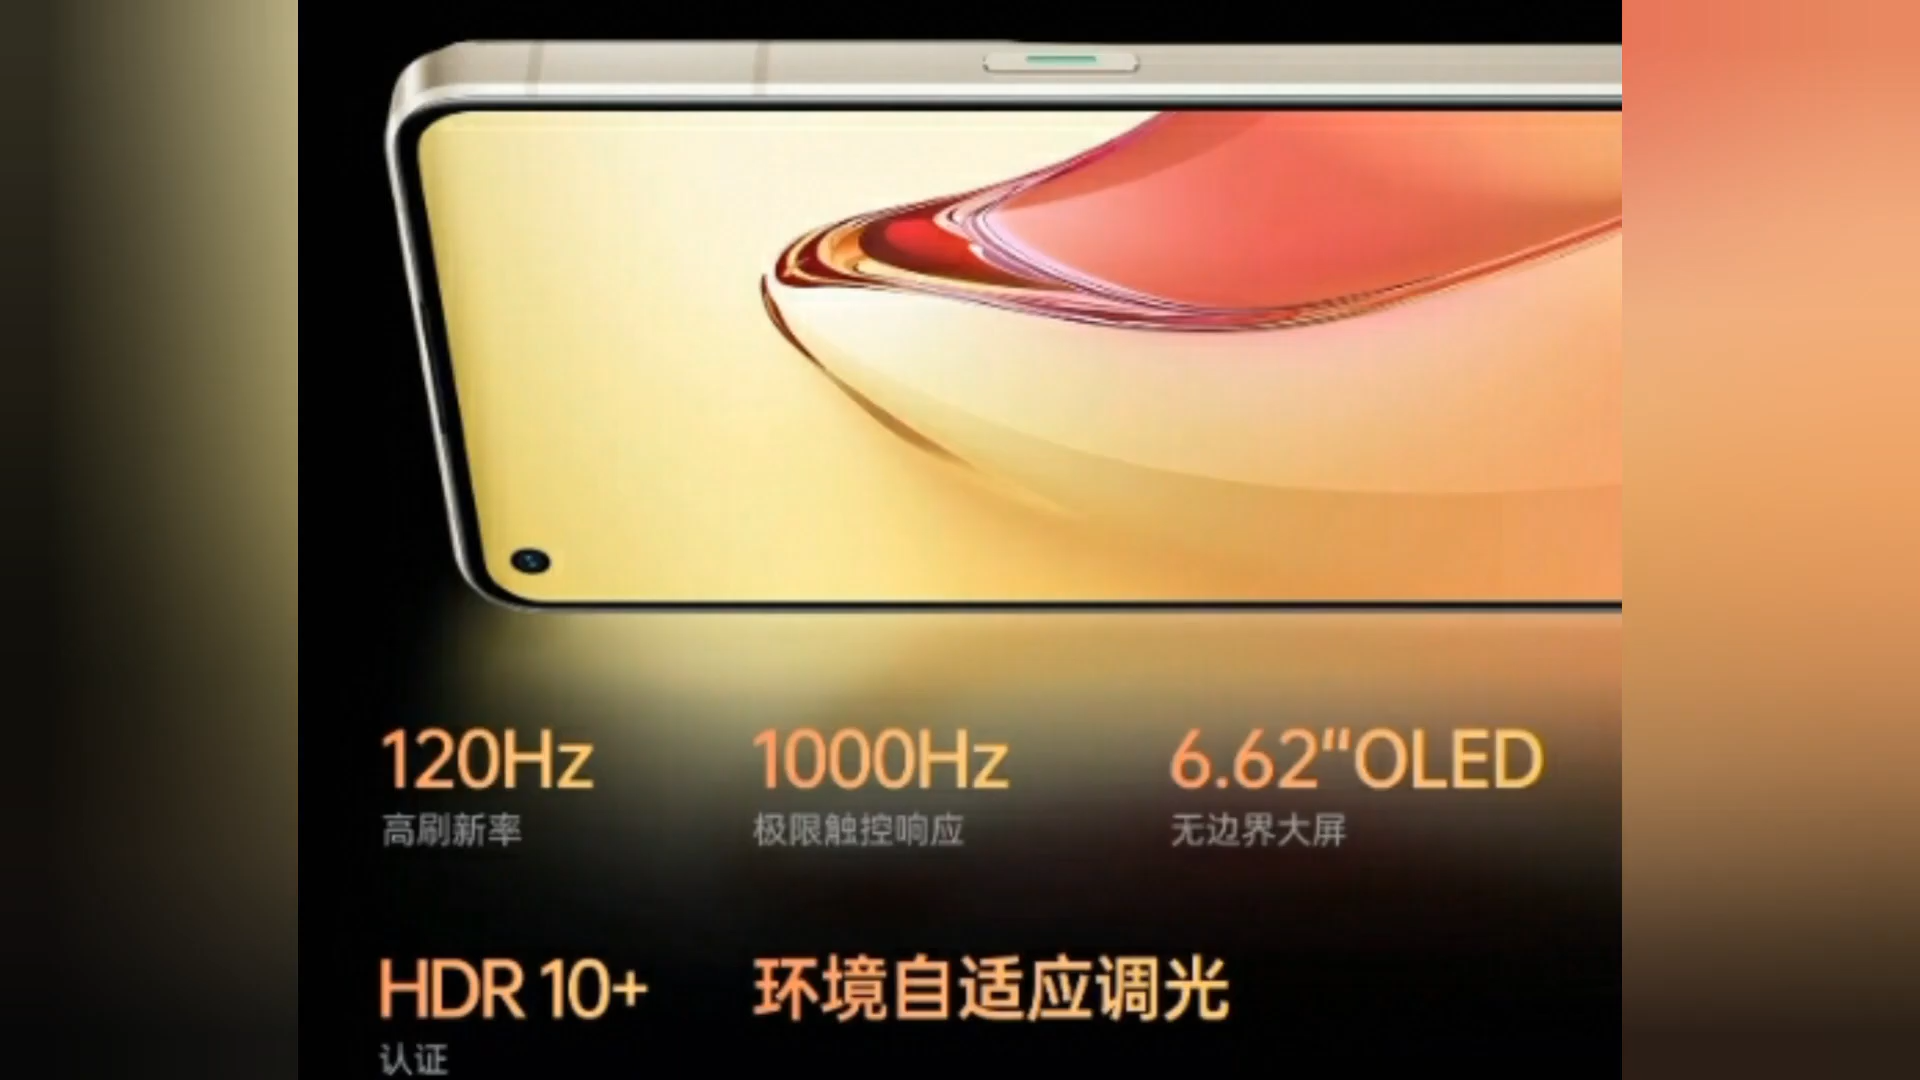 120Hz
高刷新率
1000Hz
极限触控响应
6.62"OLED
无边界大屏
HDR 10+
认证
环境自适应调光